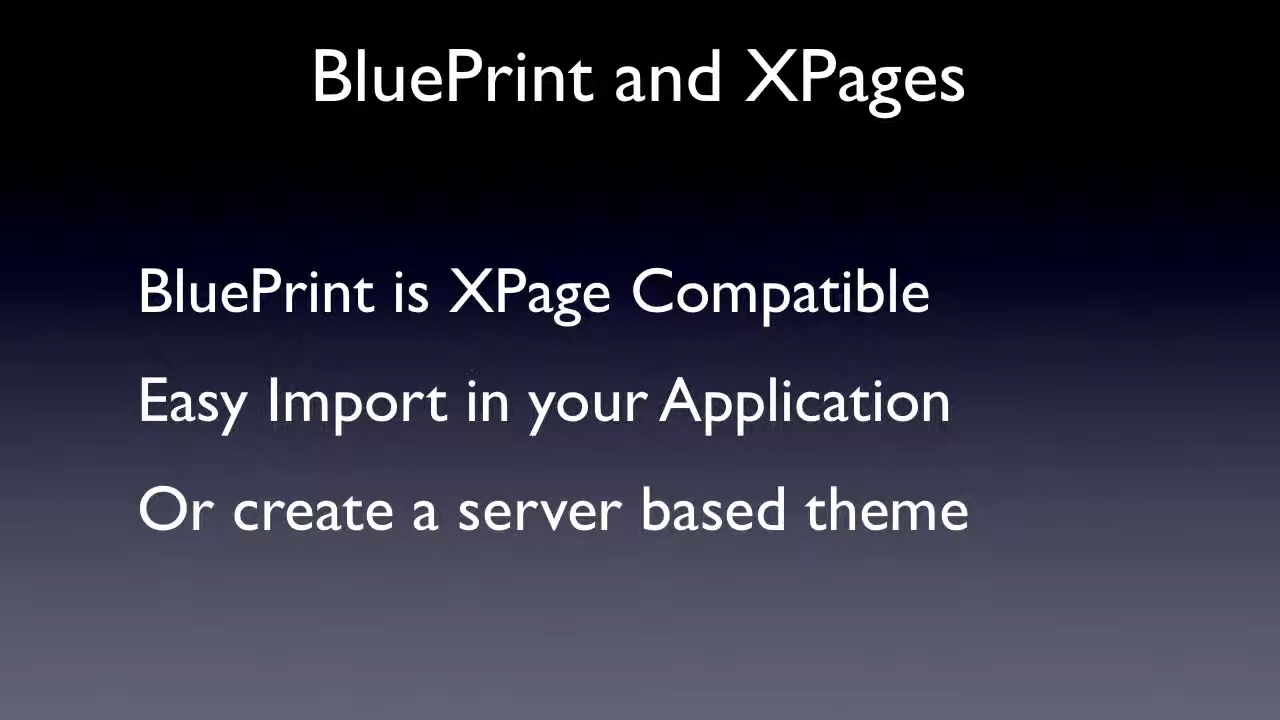 BluePrint and XPages
BluePrint is XPage Compatible
Easy Import in your Application
Or create a server based theme